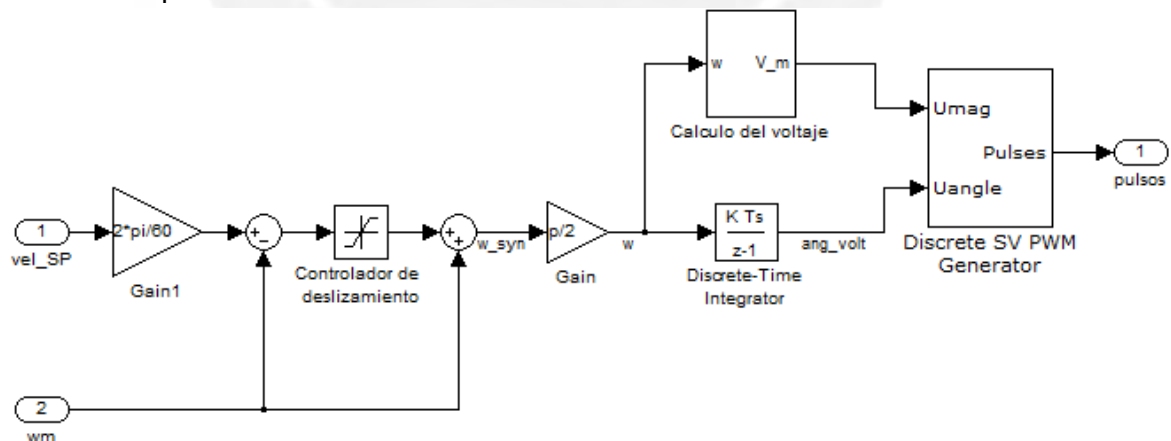 w
V_m
Calculo del voltaje
Umag
Pulses
Uangle
1
pulsos
Discrete SV PWM
Generator
1
vel_SP
2*pi/60
Gain1
+
−
Controlador de
deslizamiento
+
+
w_syn
p/2
Gain
w
K Ts
z-1
Discrete-Time
Integrator
ang_volt
2
wm